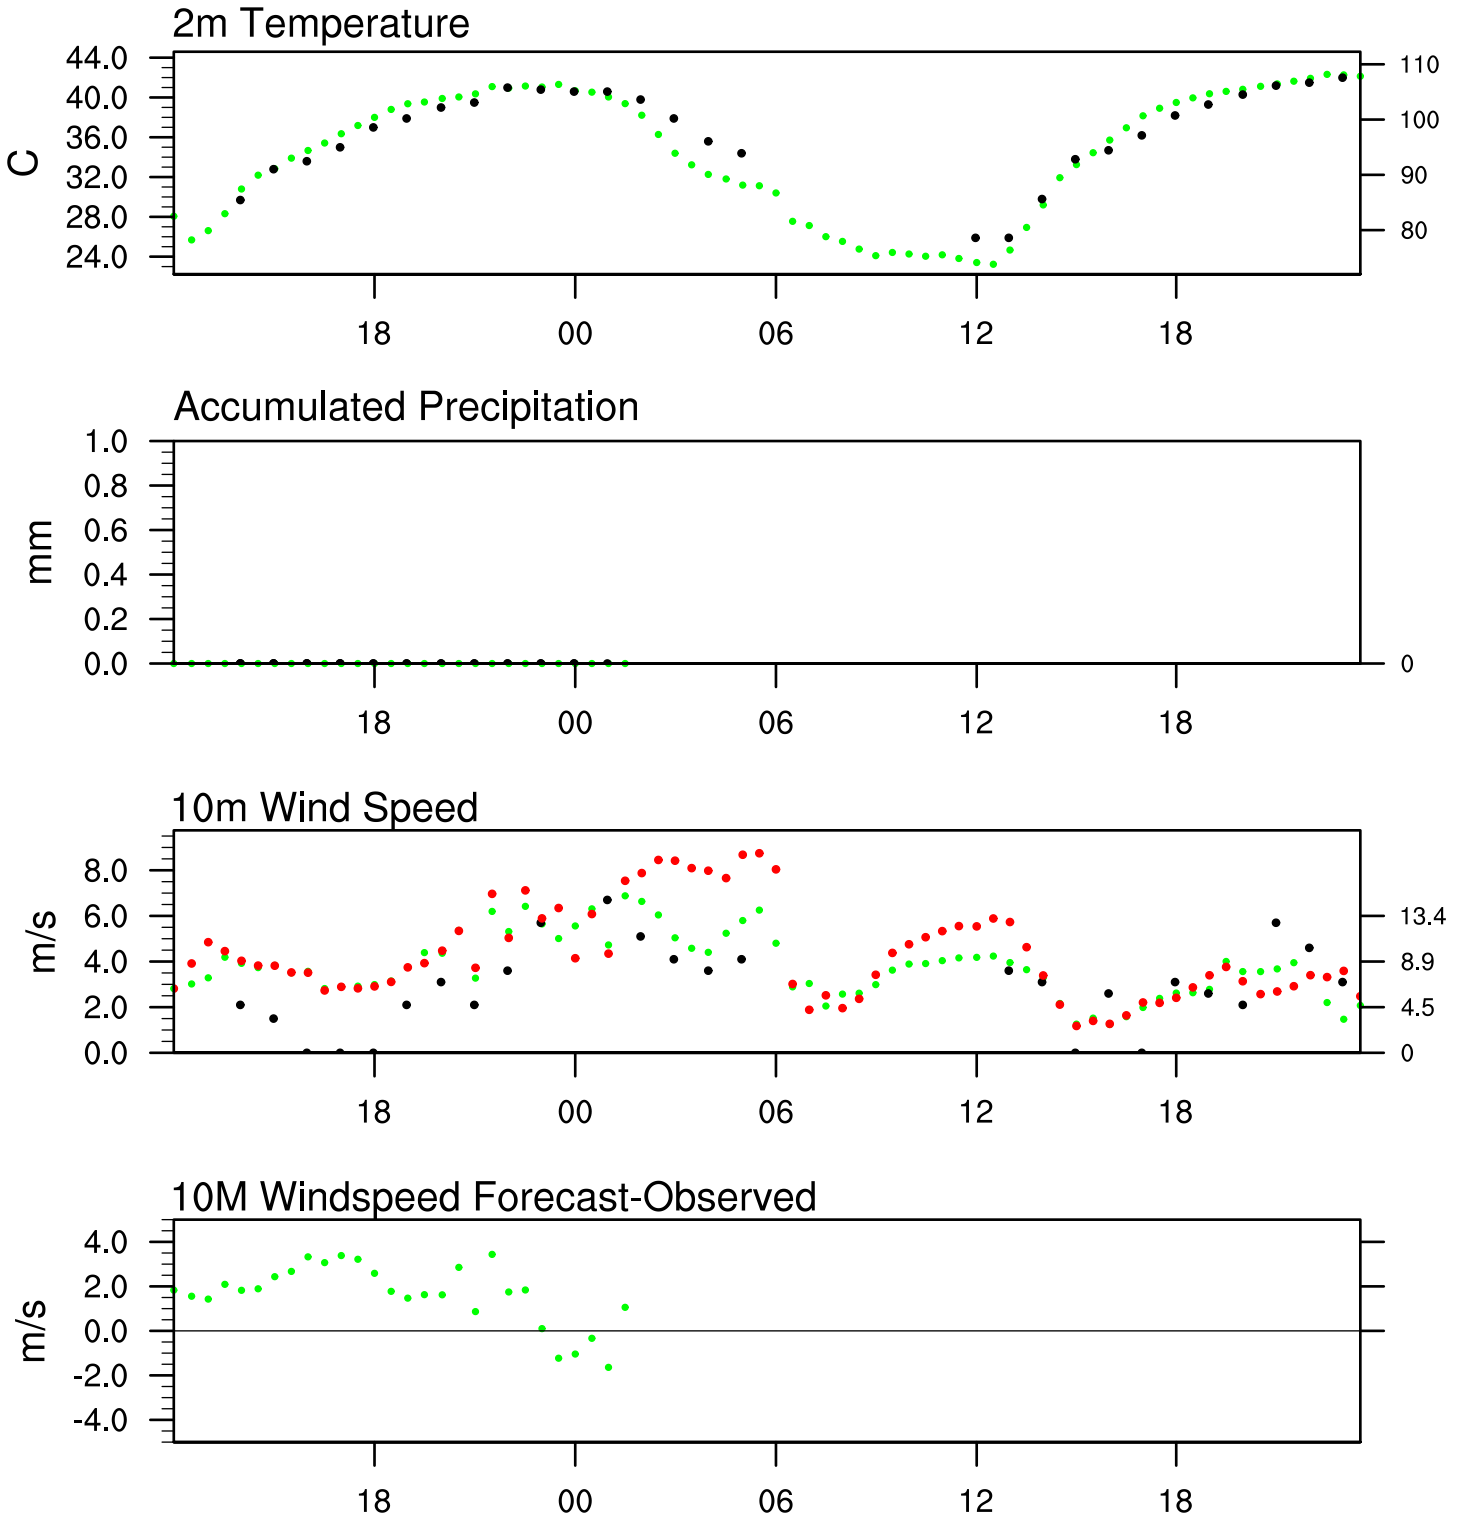 2m Temperature
44.0
40.0
36.0
32.0
28.0
24.0
C
110
100
90
80
18 00 06 12 18
Accumulated Precipitation
1.0
0.8
0.6
0.4
0.2
0.0
mm
0
18 00 06 12 18
10m Wind Speed
8.0
6.0
4.0
2.0
0.0
m/s
13.4
8.9
4.5
0
18 00 06 12 18
10M Windspeed Forecast-Observed
4.0
2.0
0.0
-2.0
-4.0
m/s
18 00 06 12 18